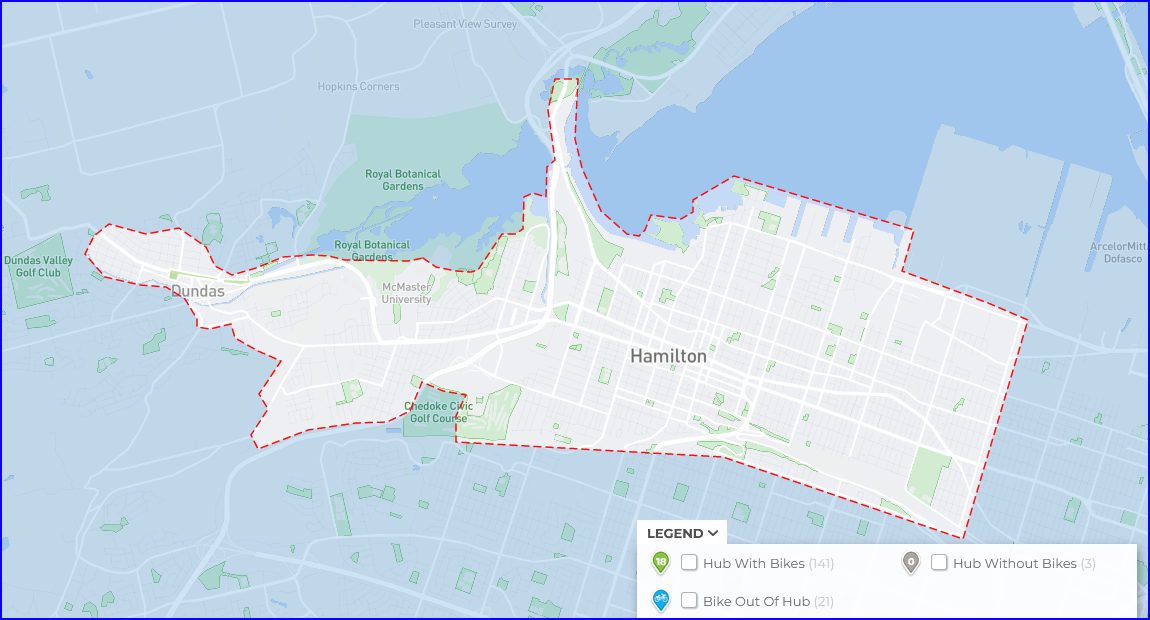 Pleasant View Survey
Hopkins Corners
Royal Botanical
Gardens
Royal Botanical
Gardens
Dundas Valley
Golf Club
ArcelorMitta
Dofasco
Dundas
McMaster
University
Hamilton
Chedoke Civic
Golf Course
LEGEND
18 Hub With Bikes (141)
0 Hub Without Bikes (3)
Bike Out Of Hub (21)